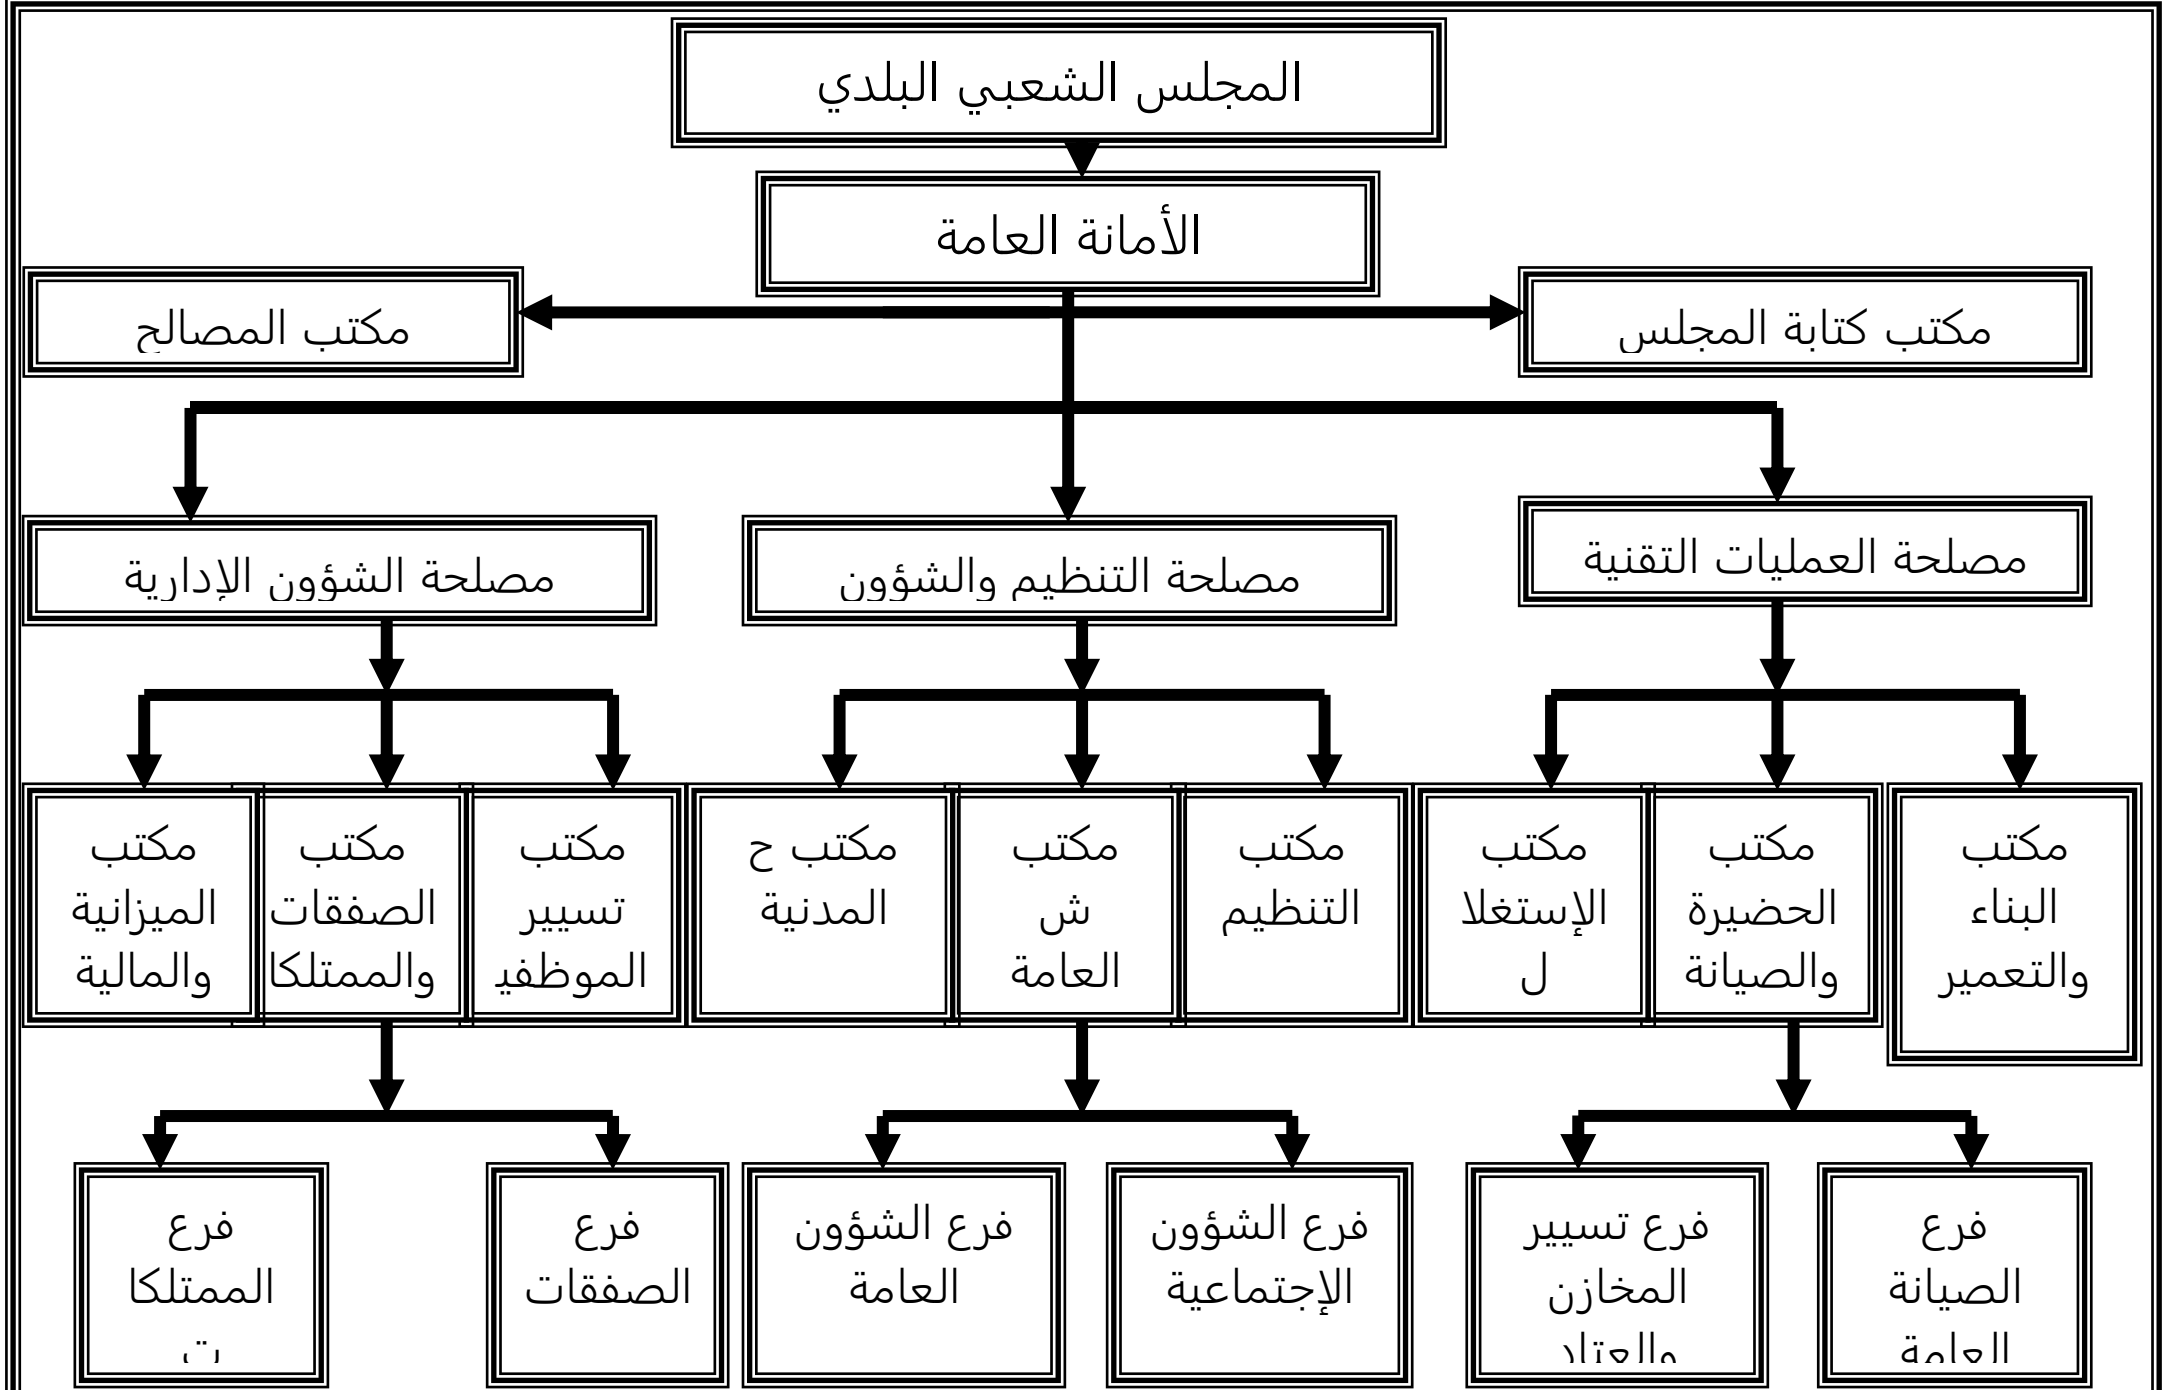 المجلس الشعبي البلدي
الأمانة العامة
مكتب كتابة المجلس
مكتب المصالح
مصلحة العمليات التقنية
مصلحة التنظيم والشؤون
مصلحة الشؤون الإدارية
مكتب
البناء
والتعمير
مكتب
الحضيرة
والصيانة
مكتب
الإستغلا
ل
مكتب
التنظيم
مكتب
ش
العامة
مكتب ح
المدنية
مكتب
تسيير
الموظفي
مكتب
الصفقات
والممتلكا
مكتب
الميزانية
والمالية
فرع
الصيانة
العامة
فرع تسيير
المخازن
والعتاد
فرع الشؤون
الإجتماعية
فرع الشؤون
العامة
فرع
الصفقات
فرع
الممتلكا
ت